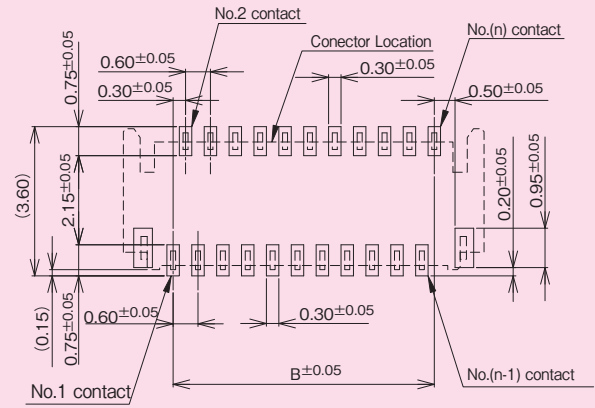 No.2 contact
No.(n) contact
Conector Location
0.60±0.05
0.30±0.05
0.30±0.05
0.50±0.05
0.75±0.05
(3.60)
2.15±0.05
0.20±0.05
0.95±0.05
(0.15)
0.75±0.05
0.60±0.05
0.30±0.05
B±0.05
No.1 contact
No.(n-1) contact